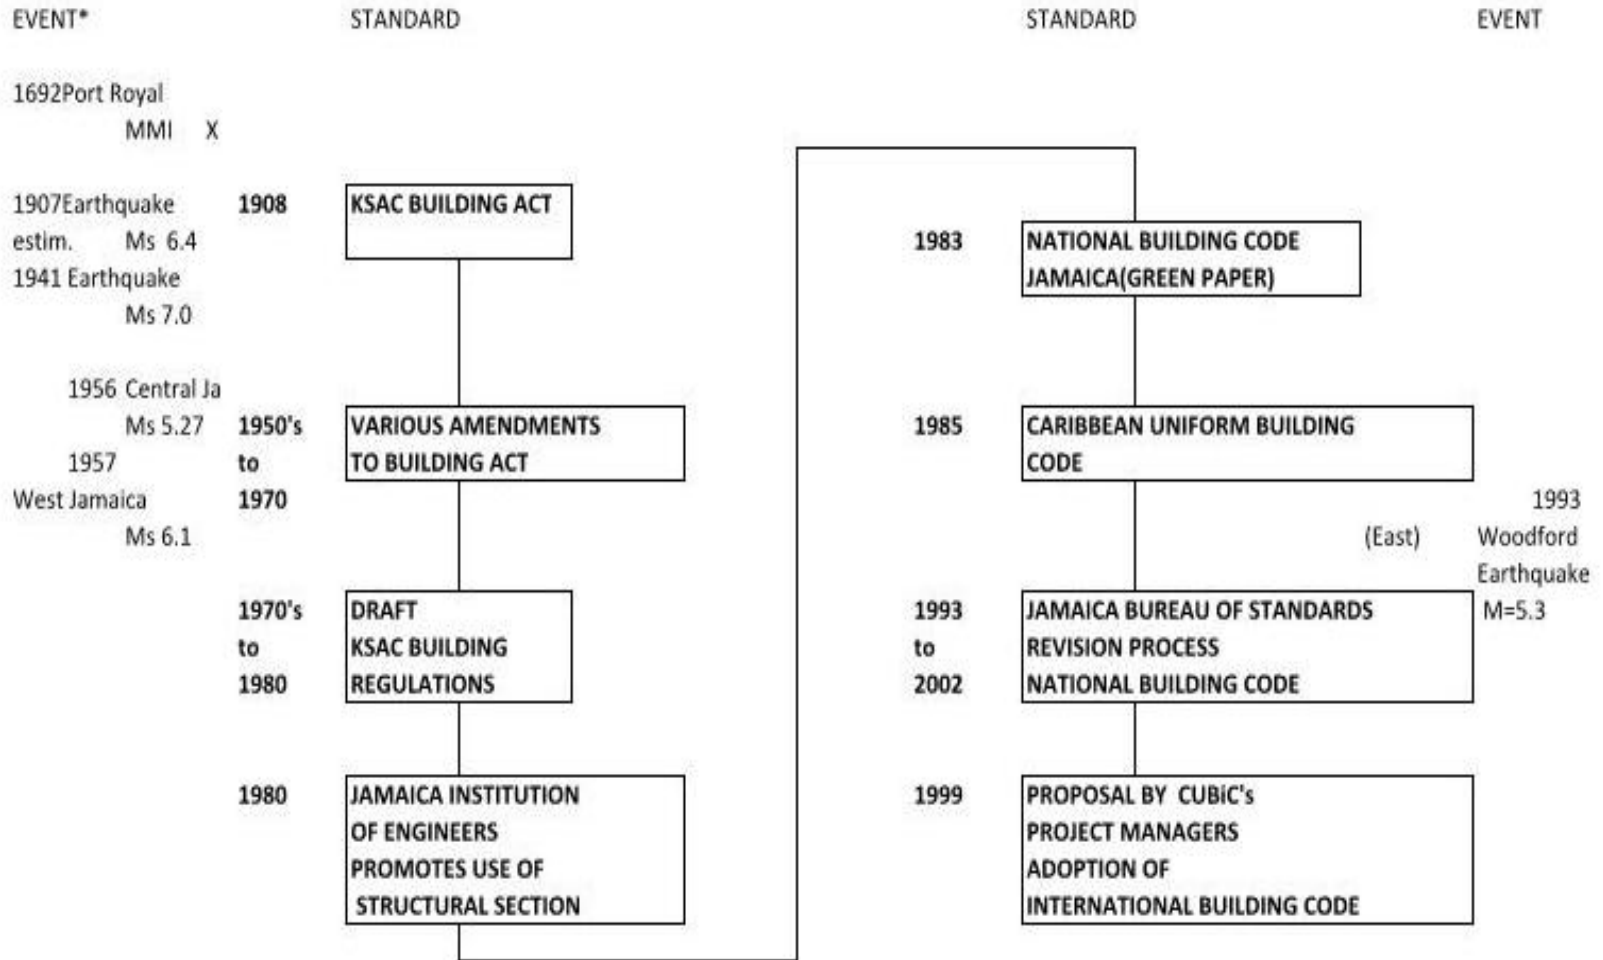 EVENT* STANDARD STANDARD EVENT
1692Port Royal
MMI X
1907Earthquake 1908 KSAC BUILDING ACT
estim. Ms 6.4
1941 Earthquake
Ms 7.0
1956 Central Ja
Ms 5.27 1950's VARIOUS AMENDMENTS
1957 to TO BUILDING ACT
West Jamaica 1970
Ms 6.1
1970's DRAFT
to KSAC BUILDING
1980 REGULATIONS
1980 JAMAICA INSTITUTION
OF ENGINEERS
PROMOTES USE OF
STRUCTURAL SECTION
1983 NATIONAL BUILDING CODE
JAMAICA(GREEN PAPER)
1985 CARIBBEAN UNIFORM BUILDING
CODE
1993
(East) Woodford
Earthquake
1993 JAMAICA BUREAU OF STANDARDS M=5.3
to REVISION PROCESS
2002 NATIONAL BUILDING CODE
1999 PROPOSAL BY CUBiC's
PROJECT MANAGERS
ADOPTION OF
INTERNATIONAL BUILDING CODE